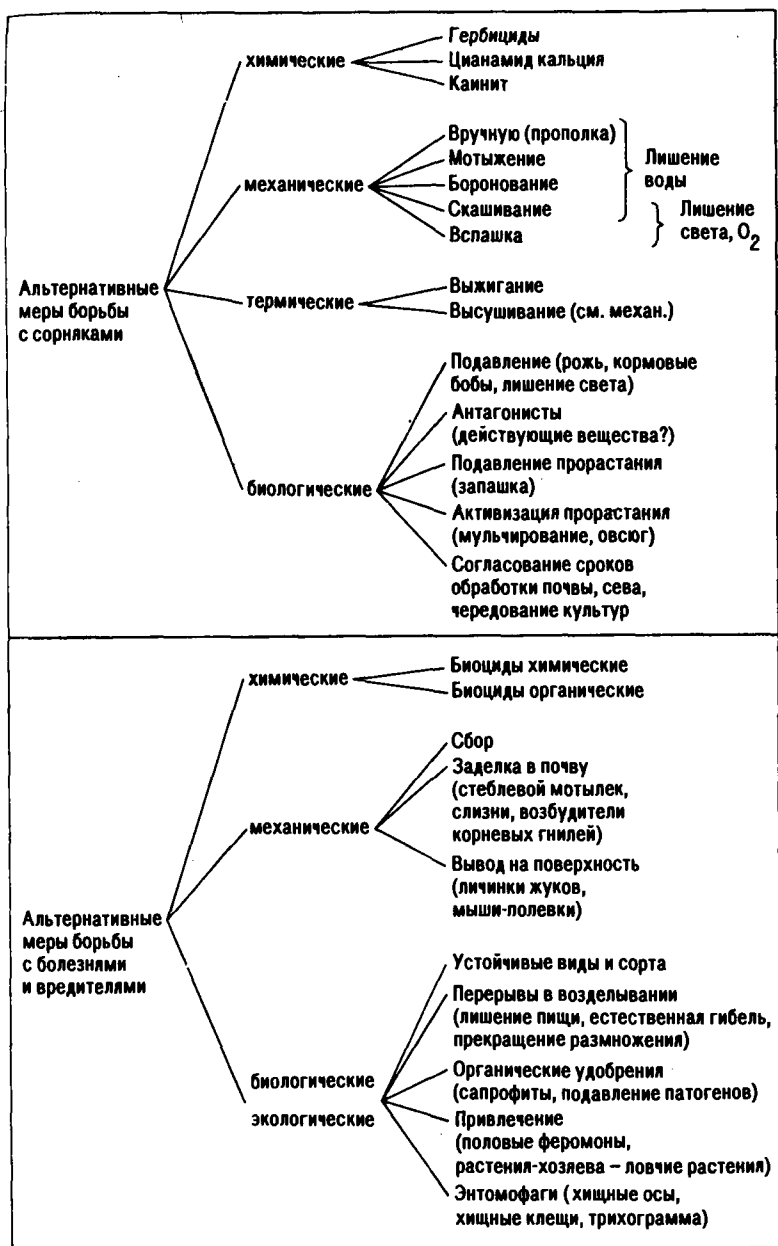 Альтернативные
меры борьбы
с сорняками
химические
Гербициды
Цианамид кальция
Каинит
механические
Вручную (прополка)
Мотыжение
Боронование
Скашивание
Вспашка
Лишение
воды
Лишение
света, O₂
термические
Выжигание
Высушивание (см. механ.)
биологические
Подавление (рожь, кормовые
бобы, лишение света)
Антагонисты
(действующие вещества?)
Подавление прорастания
(запашка)
Активизация прорастания
(мульчирование, овсюг)
Согласование сроков
обработки почвы, сева,
чередование культур
Альтернативные
меры борьбы
с болезнями
и вредителями
химические
Биоциды химические
Биоциды органические
механические
Сбор
Заделка в почву
(стеблевой мотылек,
слизни, возбудители
корневых гнилей)
Вывод на поверхность
(личинки жуков,
мыши-полевки)
биологические
экологические
Устойчивые виды и сорта
Перерывы в возделывании
(лишение пищи, естественная гибель,
прекращение размножения)
Органические удобрения
(сапрофиты, подавление патогенов)
Привлечение
(половые феромоны,
растения-хозяева – ловчие растения)
Энтомофаги (хищные осы,
хищные клещи, трихограмма)